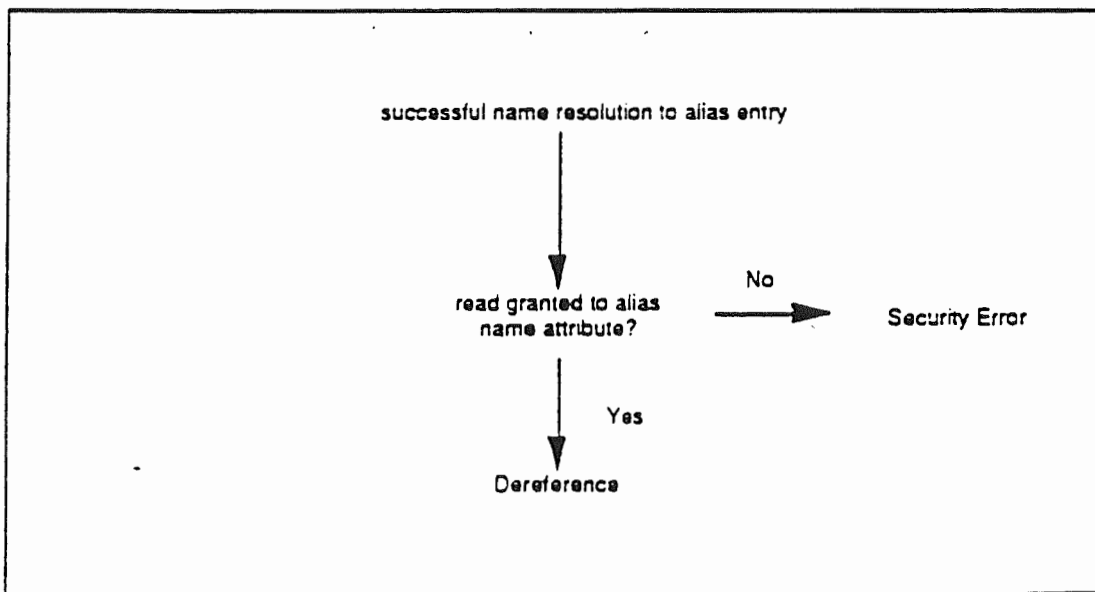 successful name resolution to alias entry
read granted to alias
name attribute?
No
Security Error
Yes
Dereference